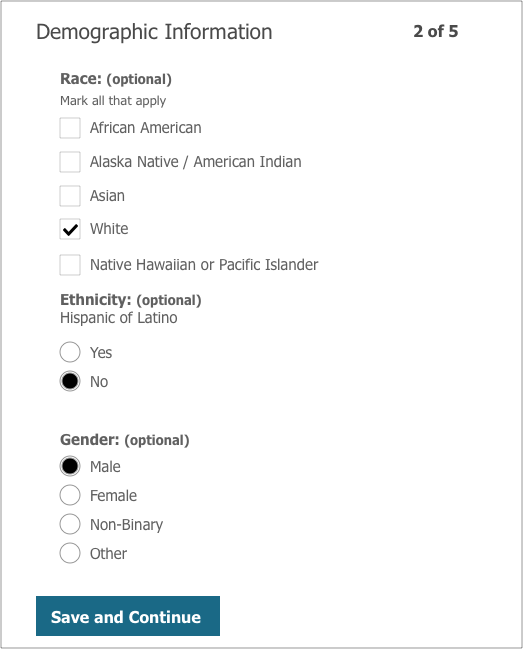 Demographic Information
2 of 5
Race: (optional)
Mark all that apply
African American
Alaska Native / American Indian
Asian
White
Native Hawaiian or Pacific Islander
Ethnicity: (optional)
Hispanic of Latino
Yes
No
Gender: (optional)
Male
Female
Non-Binary
Other
Save and Continue